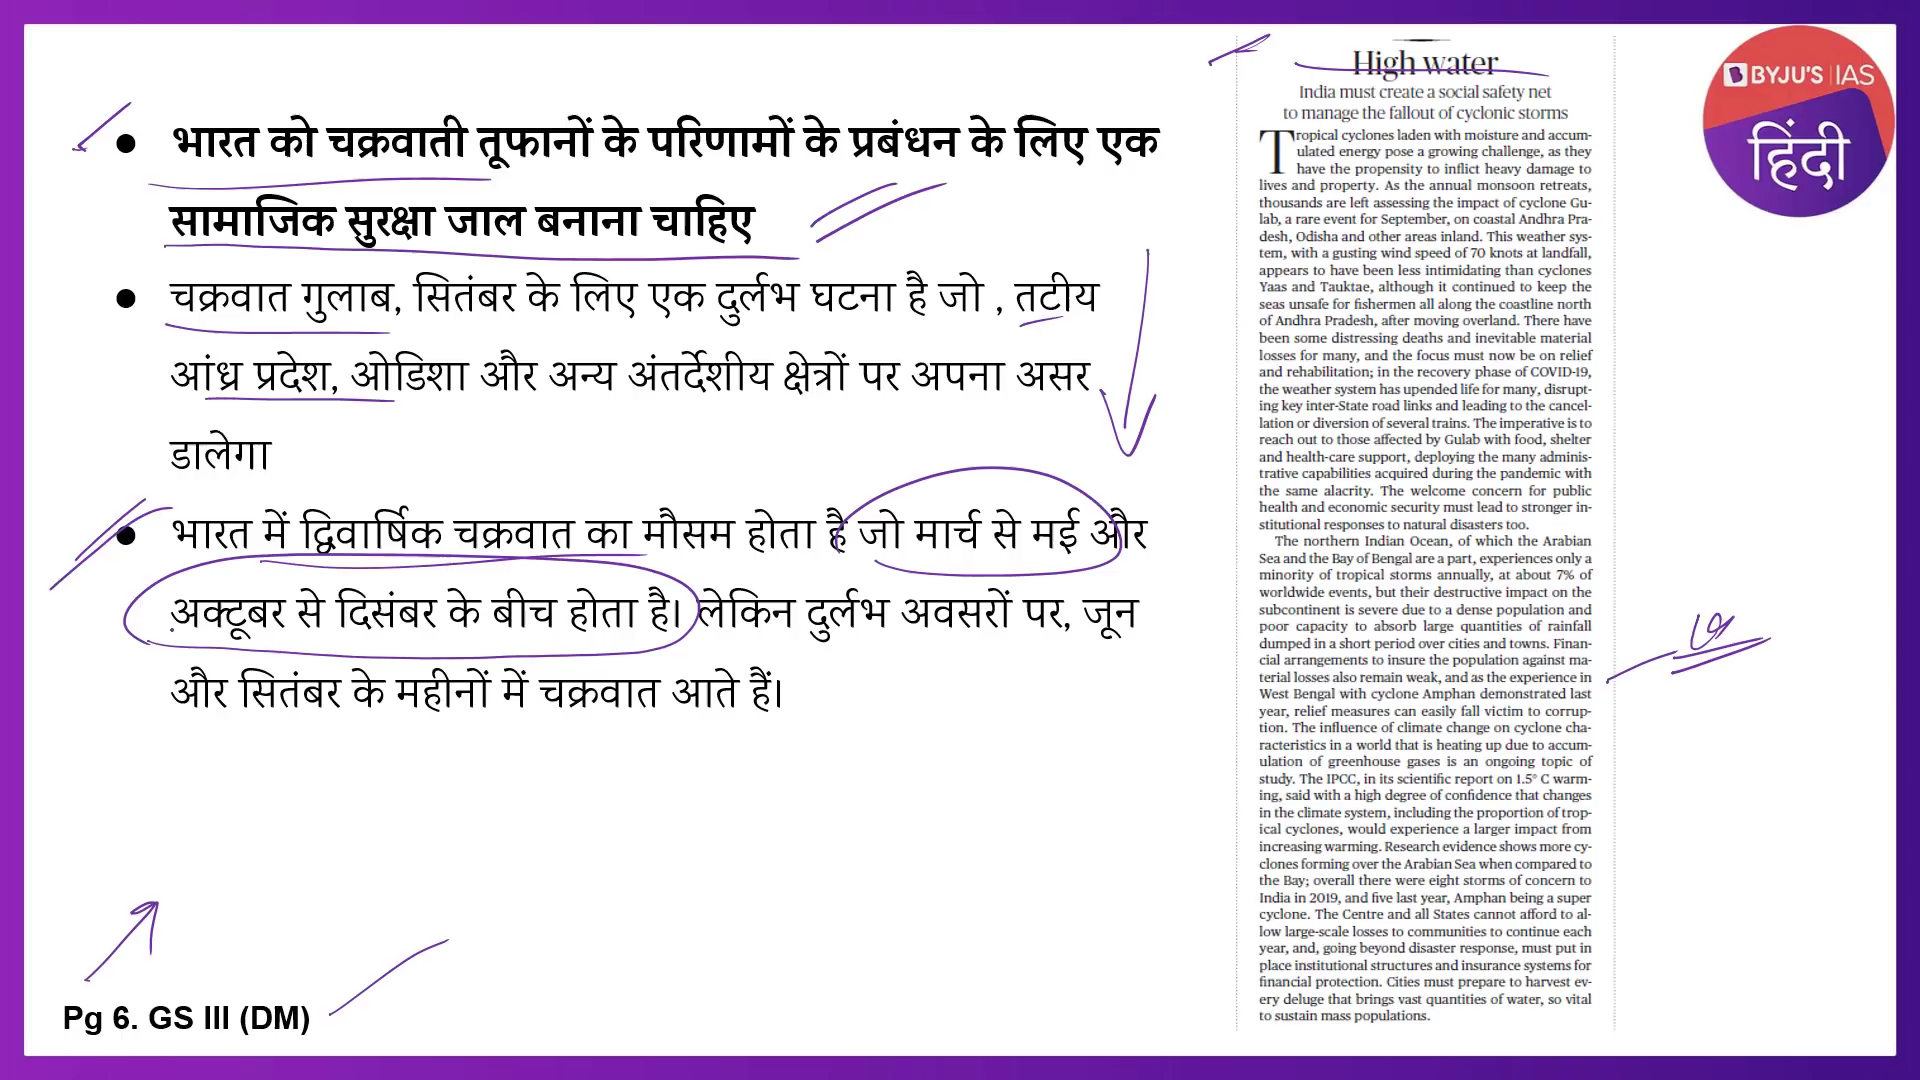 भारत को चक्रवाती तूफानों के परिणामों के प्रबंधन के लिए एक
सामाजिक सुरक्षा जाल बनाना चाहिए
चक्रवात गुलाब, सितंबर के लिए एक दुर्लभ घटना है जो , तटीय
आंध्र प्रदेश, ओडिशा और अन्य अंतर्देशीय क्षेत्रों पर अपना असर
डालेगा
भारत में द्विवार्षिक चक्रवात का मौसम होता है जो मार्च से मई और
अक्टूबर से दिसंबर के बीच होता है। लेकिन दुर्लभ अवसरों पर, जून
और सितंबर के महीनों में चक्रवात आते हैं।
Pg 6. GS III (DM)
High water
India must create a social safety net
to manage the fallout of cyclonic storms
Tropical cyclones laden with moisture and accum-
ulated energy pose a growing challenge, as they
have the propensity to inflict heavy damage to
lives and property. As the annual monsoon retreats,
thousands are left assessing the impact of cyclone Gu-
lab, a rare event for September, on coastal Andhra Pra-
desh, Odisha and other areas inland. This weather sys-
tem, with a gusting wind speed of 70 knots at landfall,
appears to have been less intimidating than cyclones
Yaas and Tauktae, although it continued to keep the
seas unsafe for fishermen all along the coastline north
of Andhra Pradesh, after moving overland. There have
been some distressing deaths and inevitable material
losses for many, and the focus must now be on relief
and rehabilitation; in the recovery phase of COVID-19,
the weather system has upended life for many, disrupt-
ing key inter-State road links and leading to the cancel-
lation or diversion of several trains. The imperative is to
reach out to those affected by Gulab with food, shelter
and health-care support, deploying the many adminis-
trative capabilities acquired during the pandemic with
the same alacrity. The welcome concern for public
health and economic security must lead to stronger in-
stitutional responses to natural disasters too.
The northern Indian Ocean, of which the Arabian
Sea and the Bay of Bengal are a part, experiences only a
minority of tropical storms annually, at about 7% of
worldwide events, but their destructive impact on the
subcontinent is severe due to a dense population and
poor capacity to absorb large quantities of rainfall
dumped in a short period over cities and towns. Finan-
cial arrangements to insure the population against ma-
terial losses also remain weak, and as the experience in
West Bengal with cyclone Amphan demonstrated last
year, relief measures can easily fall victim to corrup-
tion. The influence of climate change on cyclone cha-
racteristics in a world that is heating up due to accum-
ulation of greenhouse gases is an ongoing topic of
study. The IPCC, in its scientific report on 1.5° C warm-
ing, said with a high degree of confidence that changes
in the climate system, including the proportion of trop-
ical cyclones, would experience a larger impact from
increasing warming. Research evidence shows more cy-
clones forming over the Arabian Sea when compared to
the Bay; overall there were eight storms of concern to
India in 2019, and five last year, Amphan being a super
cyclone. The Centre and all States cannot afford to al-
low large-scale losses to communities to continue each
year, and, going beyond disaster response, must put in
place institutional structures and insurance systems for
financial protection. Cities must prepare to harvest ev-
ery deluge that brings vast quantities of water, so vital
to sustain mass populations.
BYJU'S IAS
हिंदी